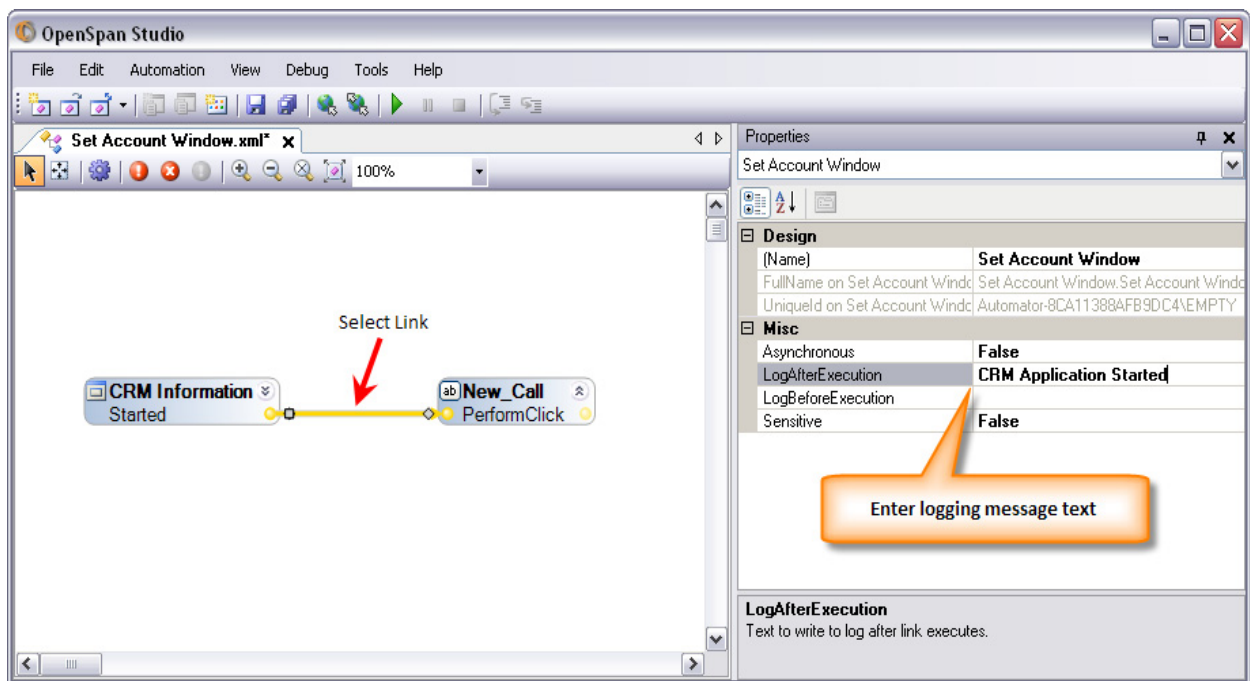 OpenSpan Studio
File Edit Automation View Debug Tools Help
Set Account Window.xml* x
100%
Select Link
CRM Information
Started
ab New_Call
PerformClick
Properties
Set Account Window
A
Z
Design
(Name) Set Account Window
FullName on Set Account Windo Set Account Window.Set Account Windo
UniqueId on Set Account Windo Automator-8CA11388AFB9DC4\EMPTY
Misc
Asynchronous False
LogAfterExecution CRM Application Started
LogBeforeExecution
Sensitive False
Enter logging message text
LogAfterExecution
Text to write to log after link executes.